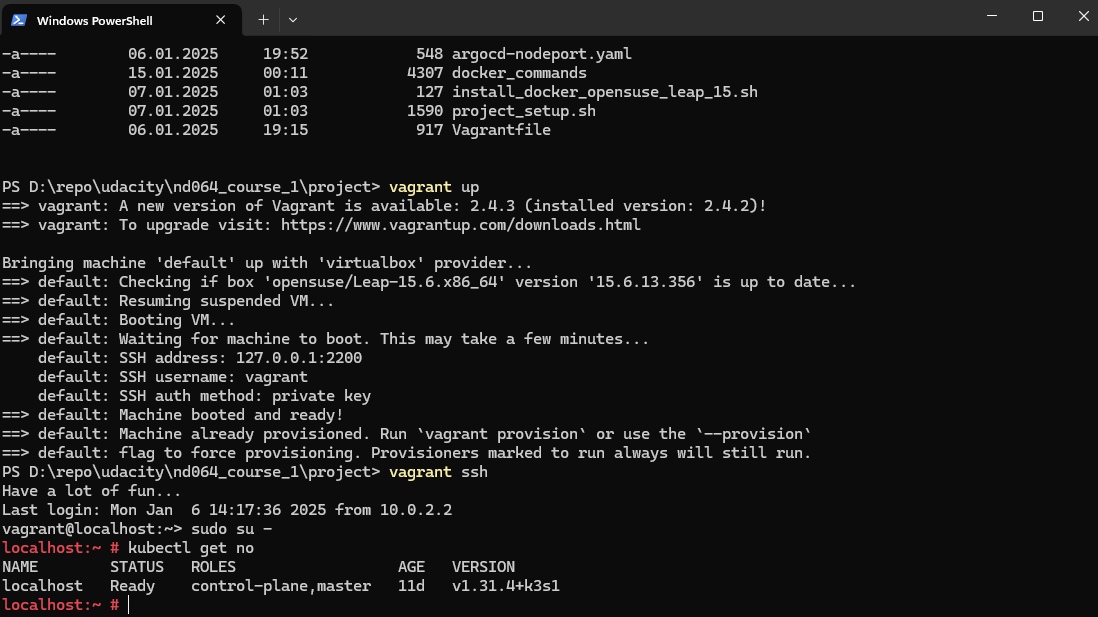 Windows PowerShell
-a---- 06.01.2025 19:52 548 argocd-nodeport.yaml
-a---- 15.01.2025 00:11 4307 docker_commands
-a---- 07.01.2025 01:03 127 install_docker_opensuse_leap_15.sh
-a---- 07.01.2025 01:03 1590 project_setup.sh
-a---- 06.01.2025 19:15 917 Vagrantfile
PS D:\repo\udacity\nd064_course_1\project> vagrant up
==> vagrant: A new version of Vagrant is available: 2.4.3 (installed version: 2.4.2)!
==> vagrant: To upgrade visit: https://www.vagrantup.com/downloads.html
Bringing machine 'default' up with 'virtualbox' provider...
==> default: Checking if box 'opensuse/Leap-15.6.x86_64' version '15.6.13.356' is up to date...
==> default: Resuming suspended VM...
==> default: Booting VM...
==> default: Waiting for machine to boot. This may take a few minutes...
default: SSH address: 127.0.0.1:2200
default: SSH username: vagrant
default: SSH auth method: private key
==> default: Machine booted and ready!
==> default: Machine already provisioned. Run `vagrant provision` or use the `--provision`
==> default: flag to force provisioning. Provisioners marked to run always will still run.
PS D:\repo\udacity\nd064_course_1\project> vagrant ssh
Have a lot of fun...
Last login: Mon Jan  6 14:17:36 2025 from 10.0.2.2
vagrant@localhost:~> sudo su -
localhost:~ # kubectl get no
NAME STATUS ROLES AGE VERSION
localhost Ready control-plane,master 11d v1.31.4+k3s1
localhost:~ #